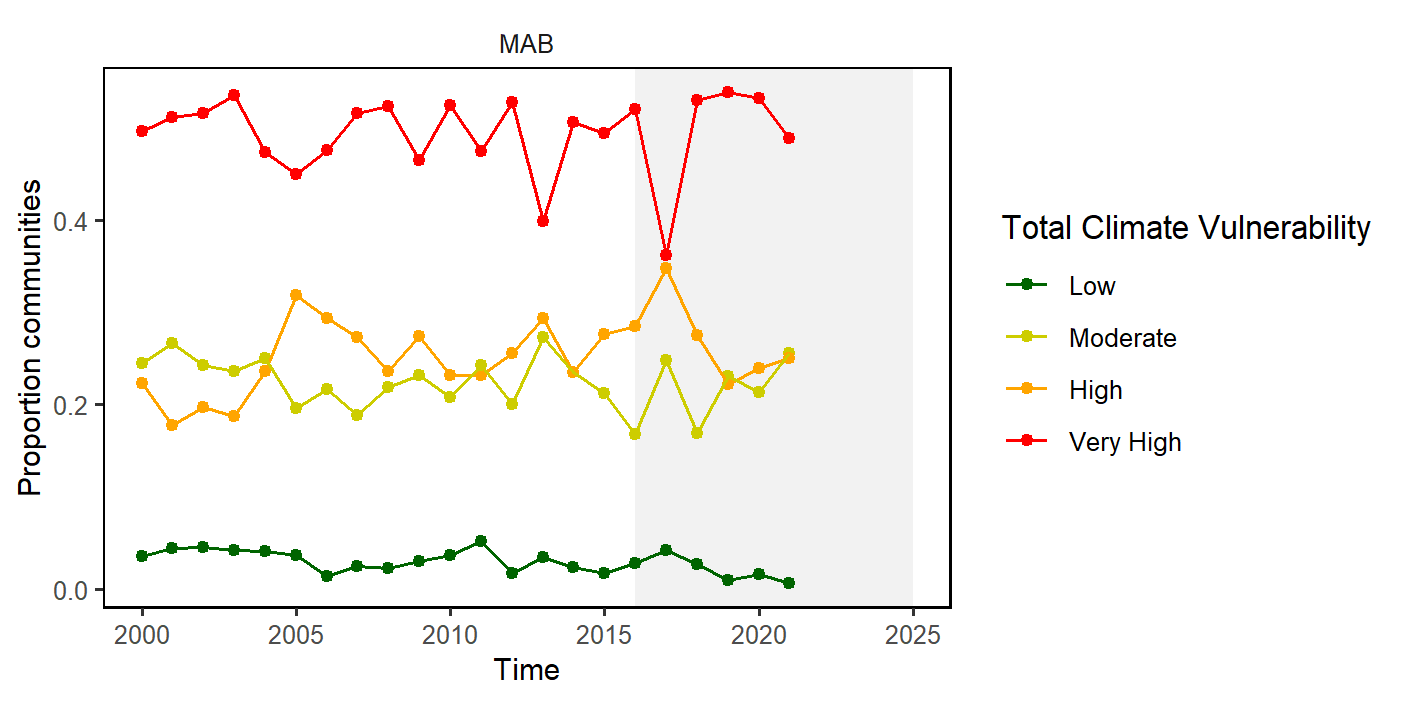 MAB
Proportion communities
0.4
0.2
0.0
2000 2005 2010 2015 2020 2025
Time
Total Climate Vulnerability
Low
Moderate
High
Very High